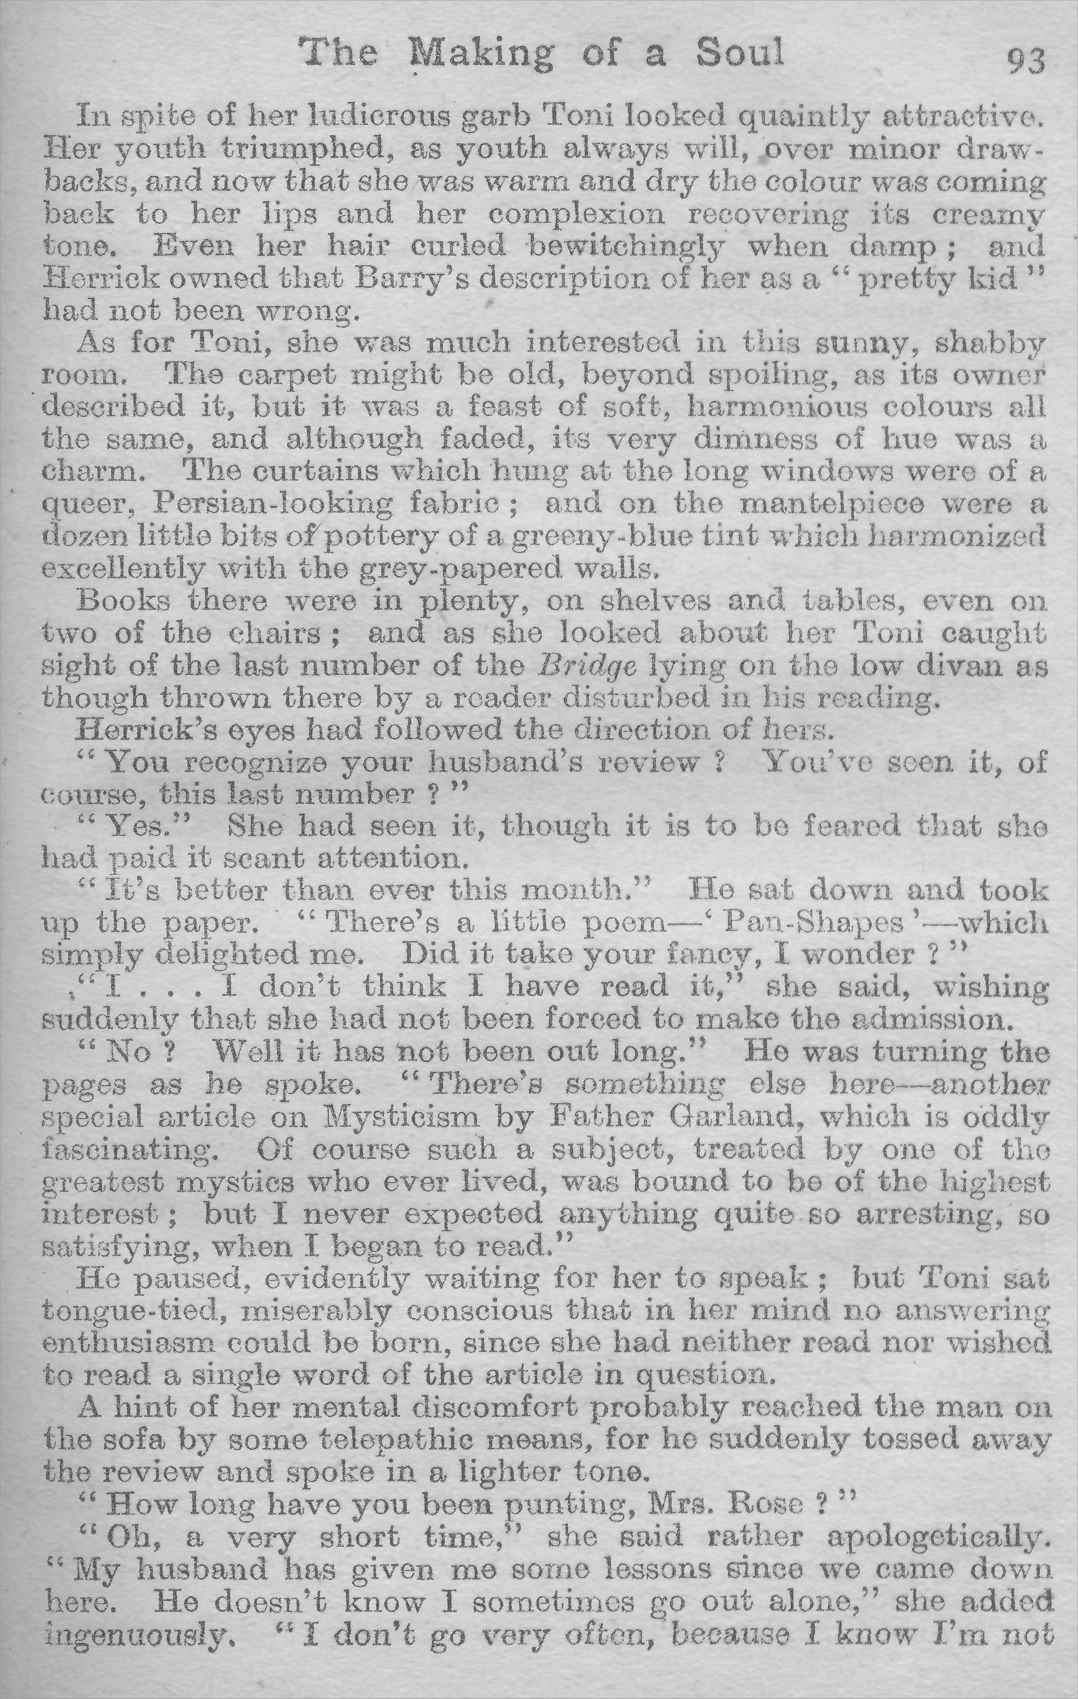 The Making of a Soul 93
In spite of her ludicrous garb Toni looked quaintly attractive.
Her youth triumphed, as youth always will, over minor draw-
backs, and now that she was warm and dry the colour was coming
back to her lips and her complexion recovering its creamy
tone. Even her hair curled bewitchingly when damp ; and
Herrick owned that Barry's description of her as a “ pretty kid ”
had not been wrong.
As for Toni, she was much interested in this sunny, shabby
room. The carpet might be old, beyond spoiling, as its owner
described it, but it was a feast of soft, harmonious colours all
the same, and although faded, its very dimness of hue was a
charm. The curtains which hung at the long windows were of a
queer, Persian-looking fabric ; and on the mantelpiece were a
dozen little bits of pottery of a greeny-blue tint which harmonized
excellently with the grey-papered walls.
Books there were in plenty, on shelves and tables, even on
two of the chairs ; and as she looked about her Toni caught
sight of the last number of the Bridge lying on the low divan as
though thrown there by a reader disturbed in his reading.
Herrick's eyes had followed the direction of hers.
“ You recognize your husband's review ? You've seen it, of
course, this last number ? ”
“ Yes.” She had seen it, though it is to be feared that she
had paid it scant attention.
“ It's better than ever this month.” He sat down and took
up the paper. “ There's a little poem—‘ Pan-Shapes ’—which
simply delighted me. Did it take your fancy, I wonder ? ”
“ I . . . I don't think I have read it,” she said, wishing
suddenly that she had not been forced to make the admission.
“ No ? Well it has not been out long.” He was turning the
pages as he spoke. “ There's something else here—another
special article on Mysticism by Father Garland, which is oddly
fascinating. Of course such a subject, treated by one of the
greatest mystics who ever lived, was bound to be of the highest
interest ; but I never expected anything quite so arresting, so
satisfying, when I began to read.”
He paused, evidently waiting for her to speak ; but Toni sat
tongue-tied, miserably conscious that in her mind no answering
enthusiasm could be born, since she had neither read nor wished
to read a single word of the article in question.
A hint of her mental discomfort probably reached the man on
the sofa by some telepathic means, for he suddenly tossed away
the review and spoke in a lighter tone.
“ How long have you been punting, Mrs. Rose ? ”
“ Oh, a very short time,” she said rather apologetically.
“ My husband has given me some lessons since we came down
here. He doesn't know I sometimes go out alone,” she added
ingenuously. “ I don't go very often, because I know I'm not